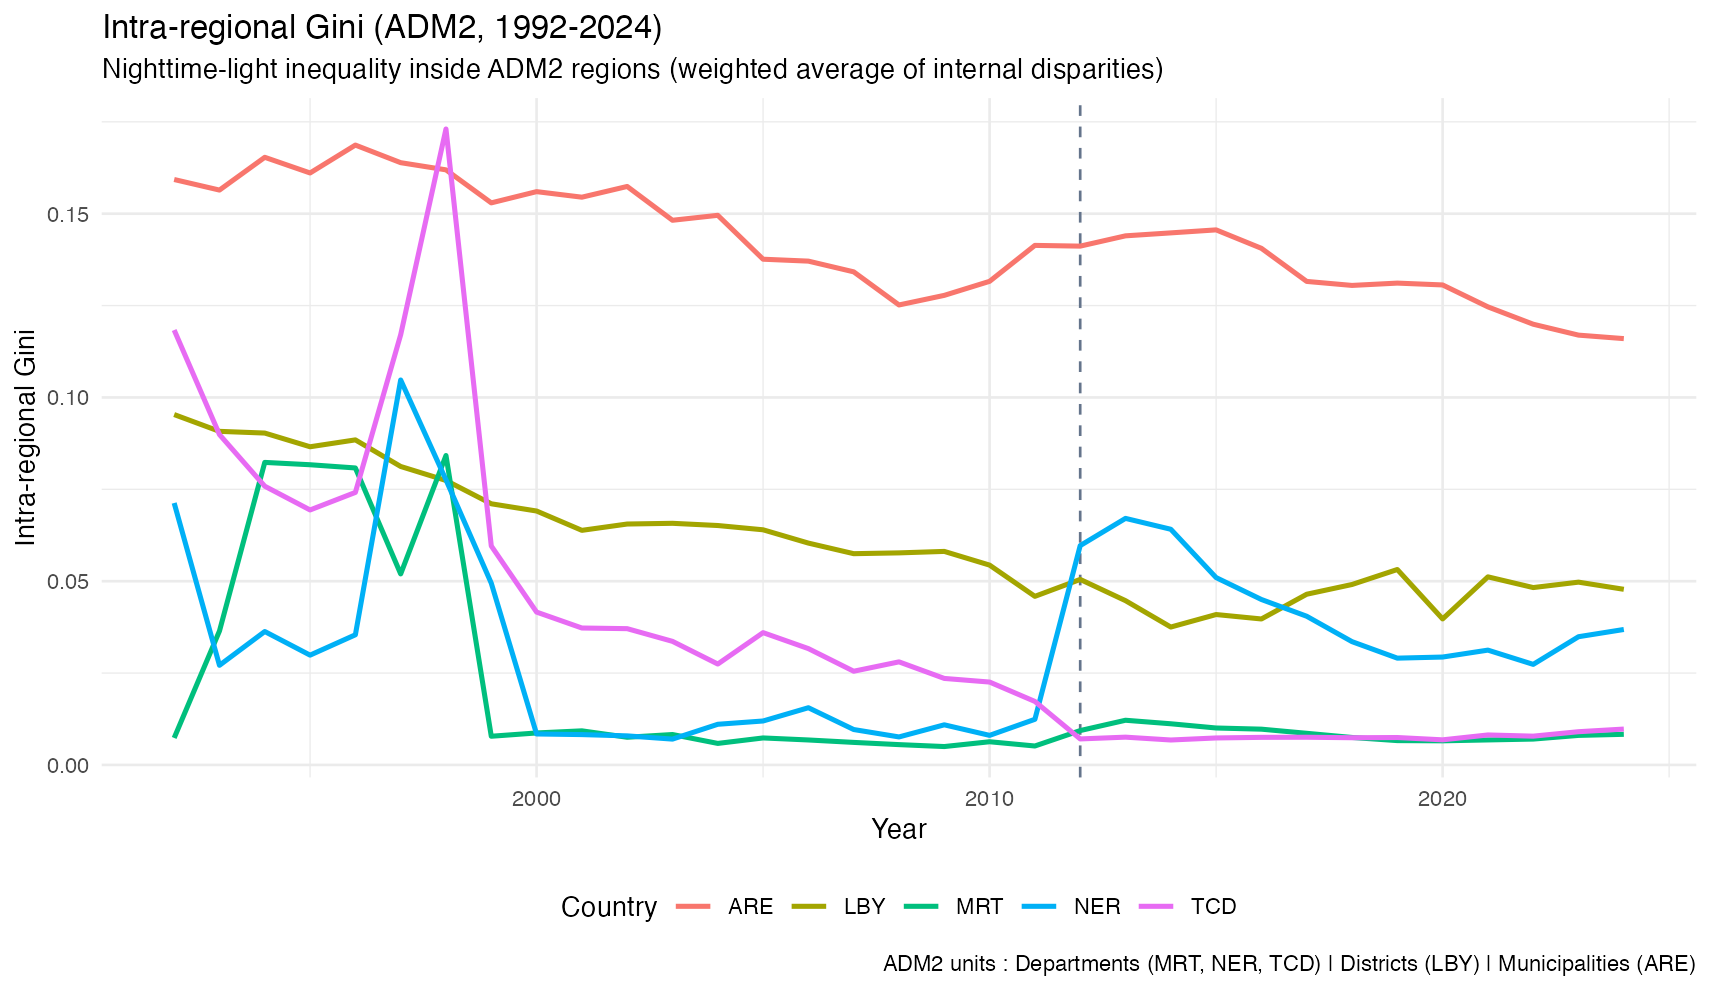 Intra-regional Gini (ADM2, 1992-2024)
Nighttime-light inequality inside ADM2 regions (weighted average of internal disparities)
Intra-regional Gini
0.15
0.10
0.05
0.00
2000
2010
2020
Year
Country ARE LBY MRT NER TCD
ADM2 units : Departments (MRT, NER, TCD) | Districts (LBY) | Municipalities (ARE)